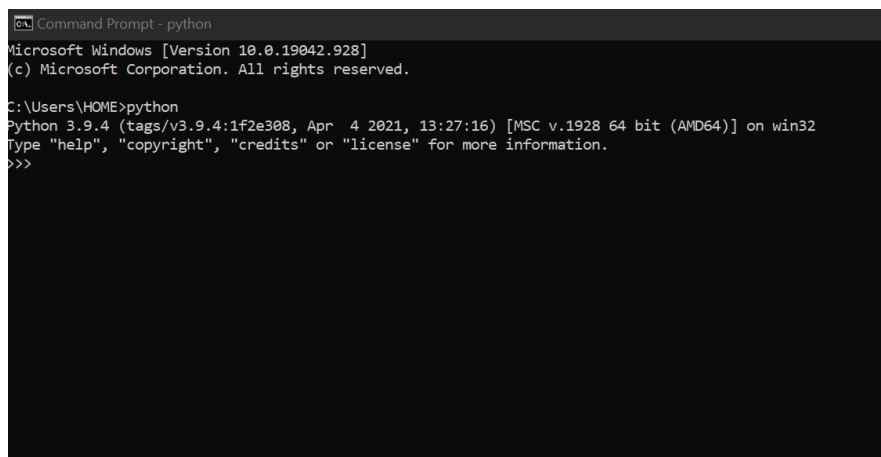 Command Prompt - python
Microsoft Windows [Version 10.0.19042.928]
(c) Microsoft Corporation. All rights reserved.
C:\Users\HOME>python
Python 3.9.4 (tags/v3.9.4:1f2e308, Apr  4 2021, 13:27:16) [MSC v.1928 64 bit (AMD64)] on win32
Type "help", "copyright", "credits" or "license" for more information.
>>>